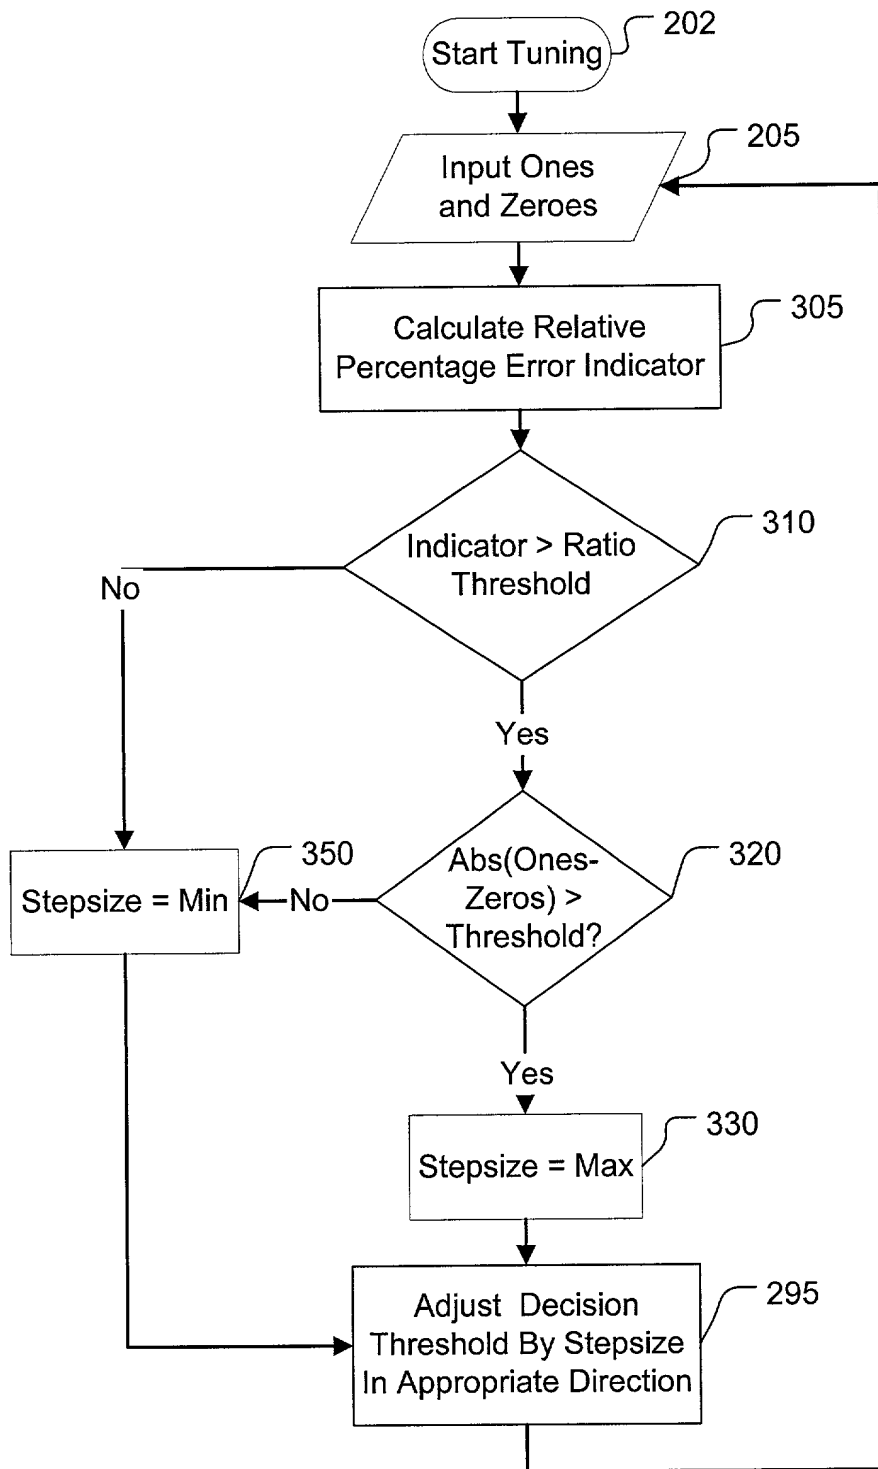 Start Tuning
202
Input Ones
and Zeroes
205
Calculate Relative
Percentage Error Indicator
305
Indicator > Ratio
Threshold
310
No
Yes
Abs(Ones-
Zeros) >
Threshold?
320
No
Stepsize = Min
350
Yes
Stepsize = Max
330
Adjust Decision
Threshold By Stepsize
In Appropriate Direction
295